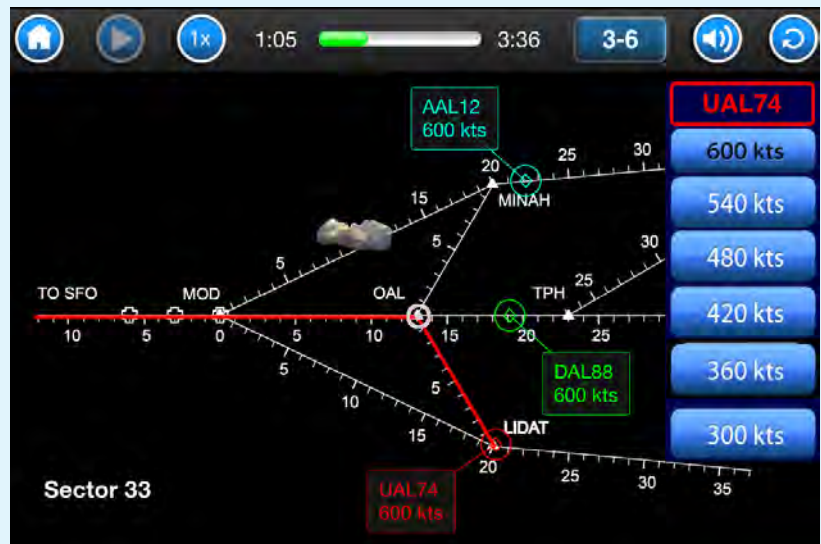 1x 1:05 3:36 3-6
AAL12
600 kts
UAL74
600 kts
540 kts
480 kts
420 kts
360 kts
300 kts
20 25 30
15 MINAH
5
5
30
25
TO SFO MOD OAL TPH
10 5 0 5 10 15 20 25
5
10
15
5
LIDAT
20 25 30 35
DAL88
600 kts
UAL74
600 kts
Sector 33